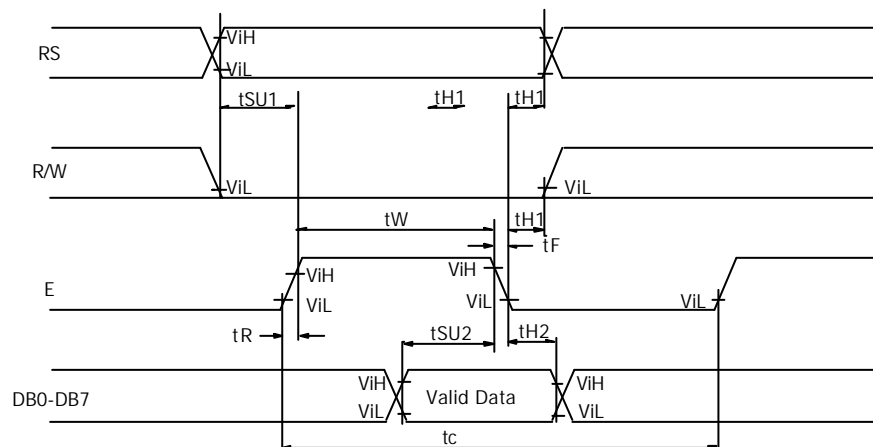 RS
ViH
ViL
tSU1
tH1
tH1
R/W
ViL
ViL
tW
tH1
tF
E
ViH
ViH
ViL
ViL
ViL
tR
tSU2
tH2
DB0-DB7
ViH
Valid Data
ViH
ViL
ViL
tc